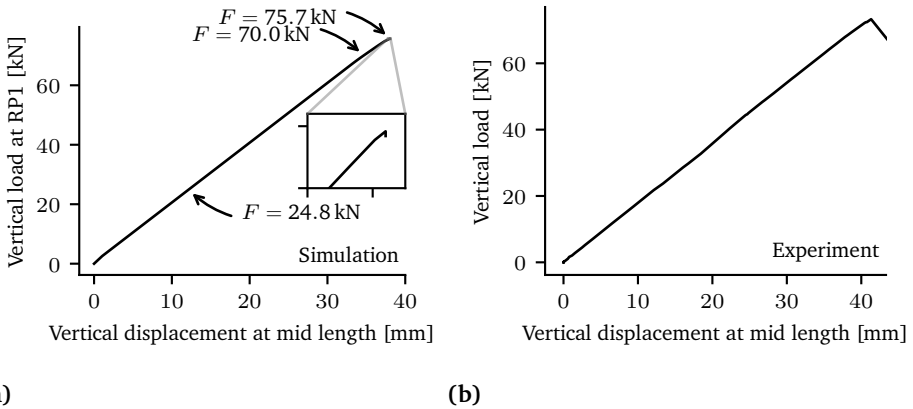 F = 75.7 kN
F = 70.0 kN
Vertical load at RP1 [kN]
60
40
20
0
F = 24.8 kN
Simulation
0 10 20 30 40
Vertical displacement at mid length [mm]
Vertical load [kN]
60
40
20
0
Experiment
0 10 20 30 40
Vertical displacement at mid length [mm]
)
(b)